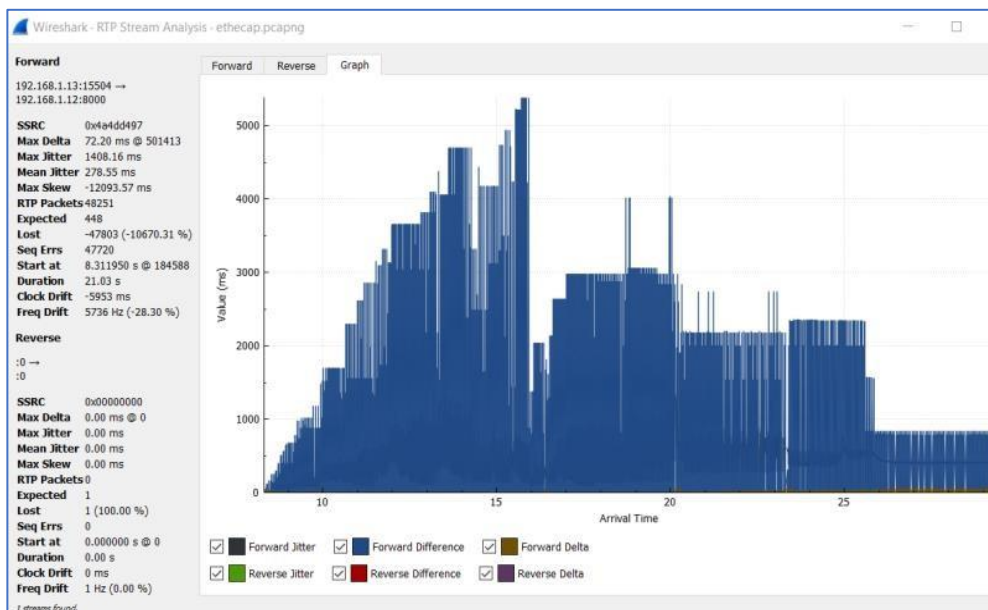 Wireshark - RTP Stream Analysis - ethecap.pcapng
Forward
192.168.1.13:15504 →
192.168.1.12:8000
SSRC 0x4a4dd497
Max Delta 72.20 ms @ 501413
Max Jitter 1408.16 ms
Mean Jitter 278.55 ms
Max Skew -12093.57 ms
RTP Packets 48251
Expected 448
Lost -47803 (-10670.31 %)
Seq Errs 47720
Start at 8.311950 s @ 184588
Duration 21.03 s
Clock Drift -5953 ms
Freq Drift 5736 Hz (-28.30 %)
Reverse
:0 →
:0
SSRC 0x00000000
Max Delta 0.00 ms @ 0
Max Jitter 0.00 ms
Mean Jitter 0.00 ms
Max Skew 0.00 ms
RTP Packets 0
Expected 1
Lost 1 (100.00 %)
Seq Errs 0
Start at 0.000000 s @ 0
Duration 0.00 s
Clock Drift 0 ms
Freq Drift 1 Hz (0.00 %)
1 streams found.
Forward Reverse Graph
Value (ms)
5000
4000
3000
2000
1000
0
10 15 20 25
Arrival Time
Forward Jitter Forward Difference Forward Delta
Reverse Jitter Reverse Difference Reverse Delta